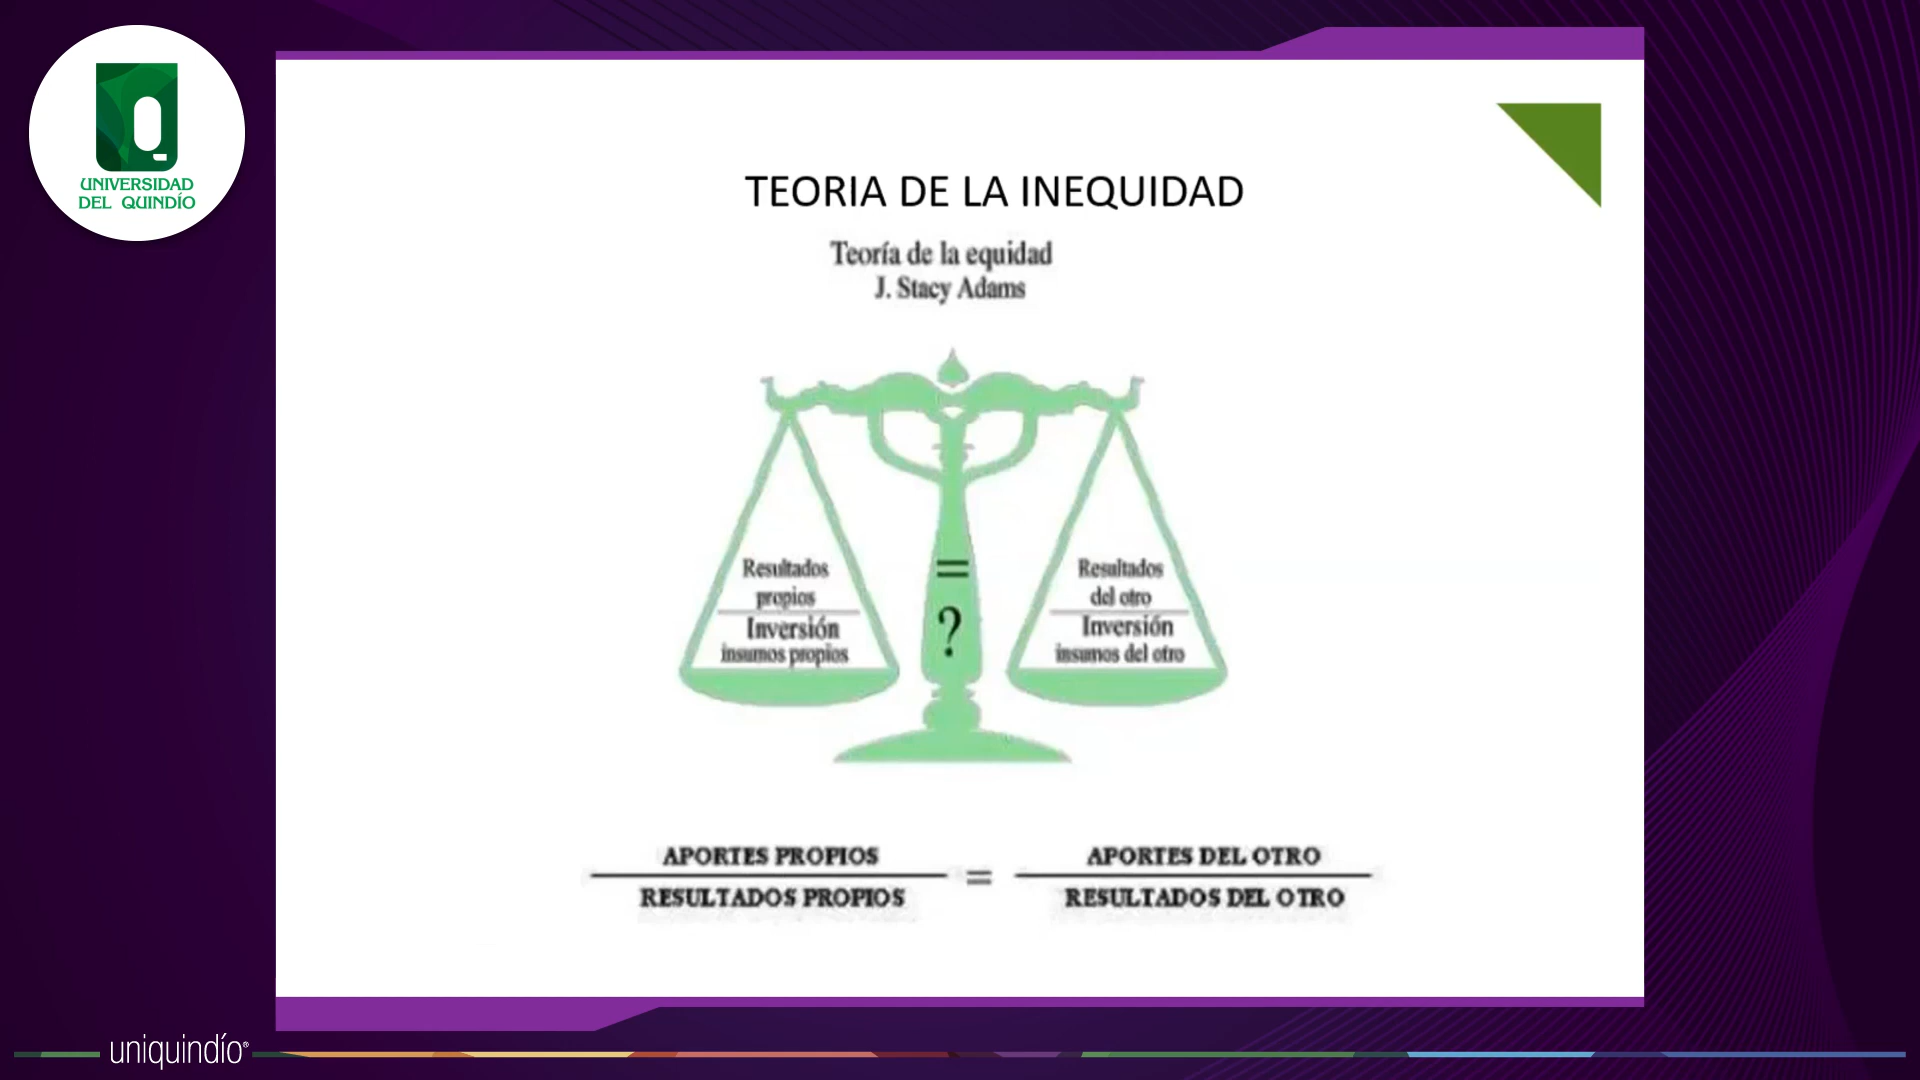 UNIVERSIDAD
DEL QUINDÍO
TEORIA DE LA INEQUIDAD
Teoría de la equidad
J. Stacy Adams
Resultados
propios
Inversión
insumos propios
=
?
Resultados
del otro
Inversión
insumos del otro
APORTES PROPIOS
RESULTADOS PROPIOS
=
APORTES DEL OTRO
RESULTADOS DEL OTRO
uniquindío®